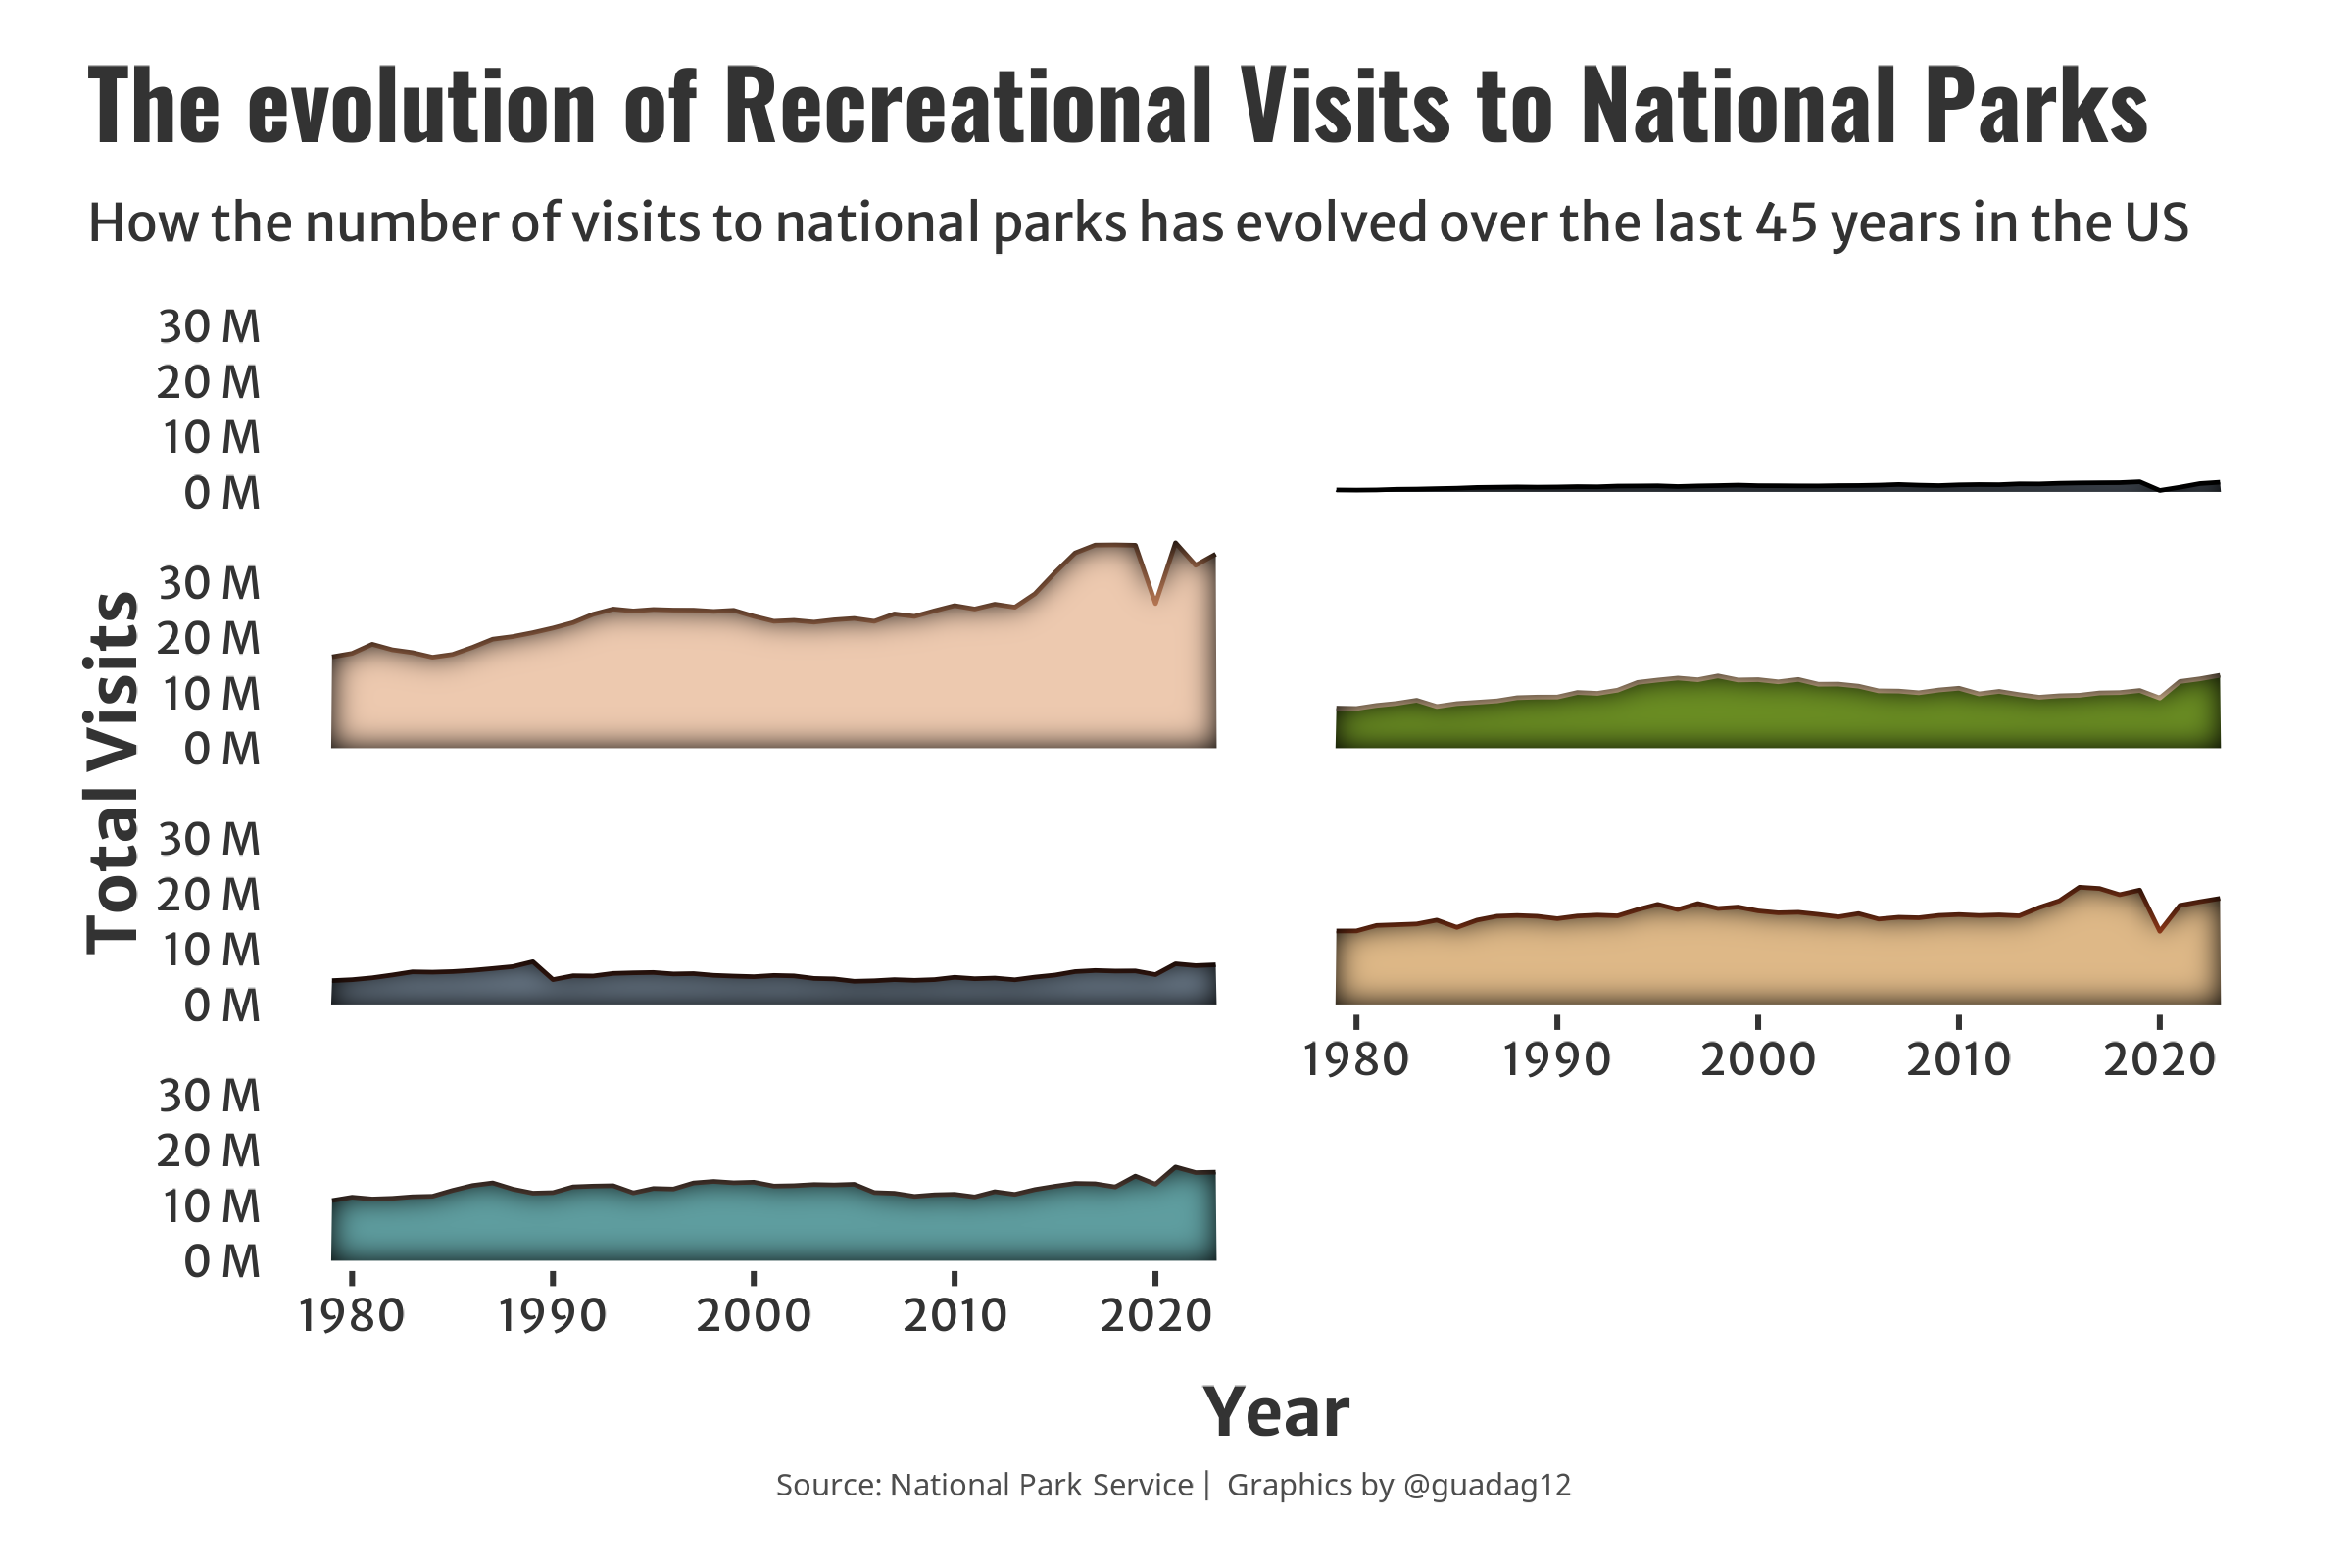 The evolution of Recreational Visits to National Parks
How the number of visits to national parks has evolved over the last 45 years in the US
Total Visits
30 M
20 M
10 M
0 M
30 M
20 M
10 M
0 M
30 M
20 M
10 M
0 M
1980 1990 2000 2010 2020
30 M
20 M
10 M
0 M
1980 1990 2000 2010 2020
Year
Source: National Park Service | Graphics by @guadag12